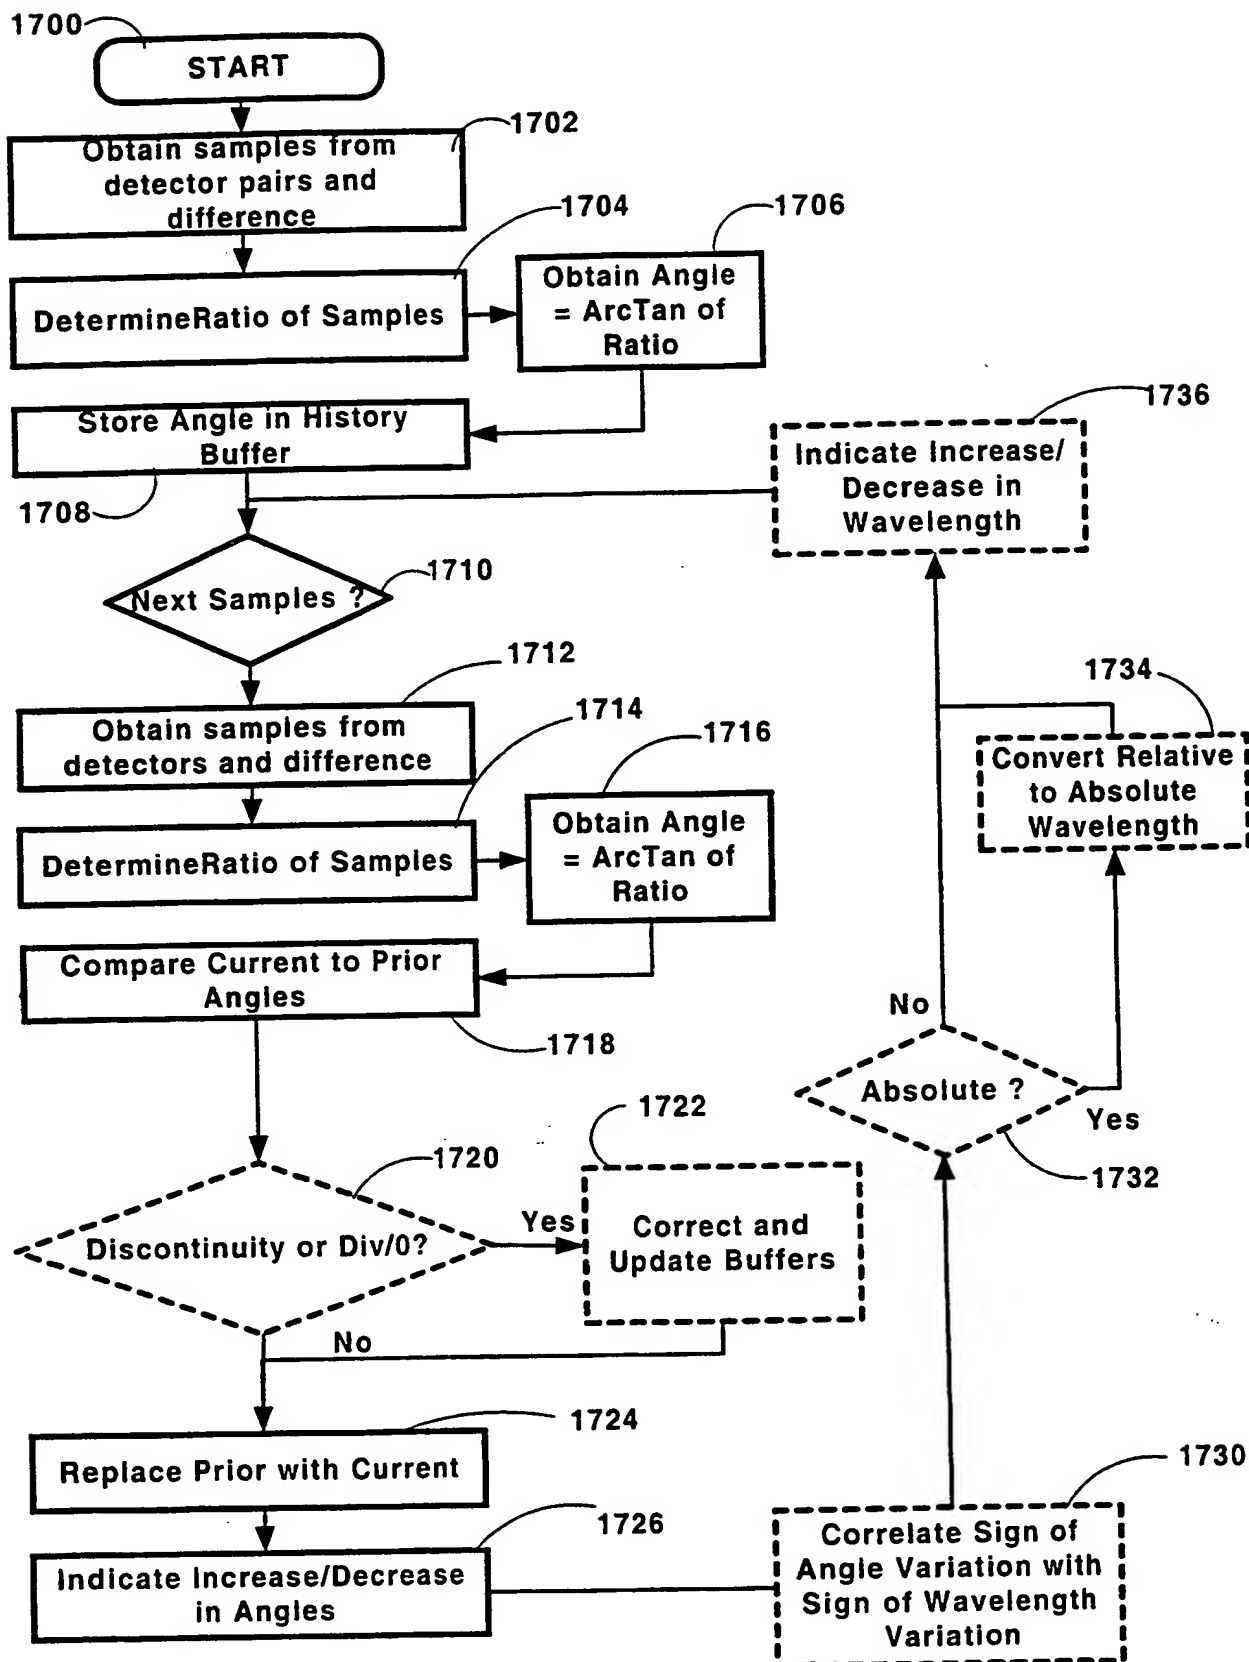 1700
START
1702
Obtain samples from
detector pairs and
difference
1704
1706
DetermineRatio of Samples
Obtain Angle
= ArcTan of
Ratio
Store Angle in History
Buffer
1708
1736
Indicate Increase/
Decrease in
Wavelength
1710
Next Samples ?
1712
Obtain samples from
detectors and difference
1714
1716
DetermineRatio of Samples
Obtain Angle
= ArcTan of
Ratio
1734
Convert Relative
to Absolute
Wavelength
Compare Current to Prior
Angles
1718
No
Absolute ?
Yes
1732
1720
1722
Discontinuity or Div/0?
Yes
Correct and
Update Buffers
No
1724
Replace Prior with Current
1726
Indicate Increase/Decrease
in Angles
1730
Correlate Sign of
Angle Variation with
Sign of Wavelength
Variation